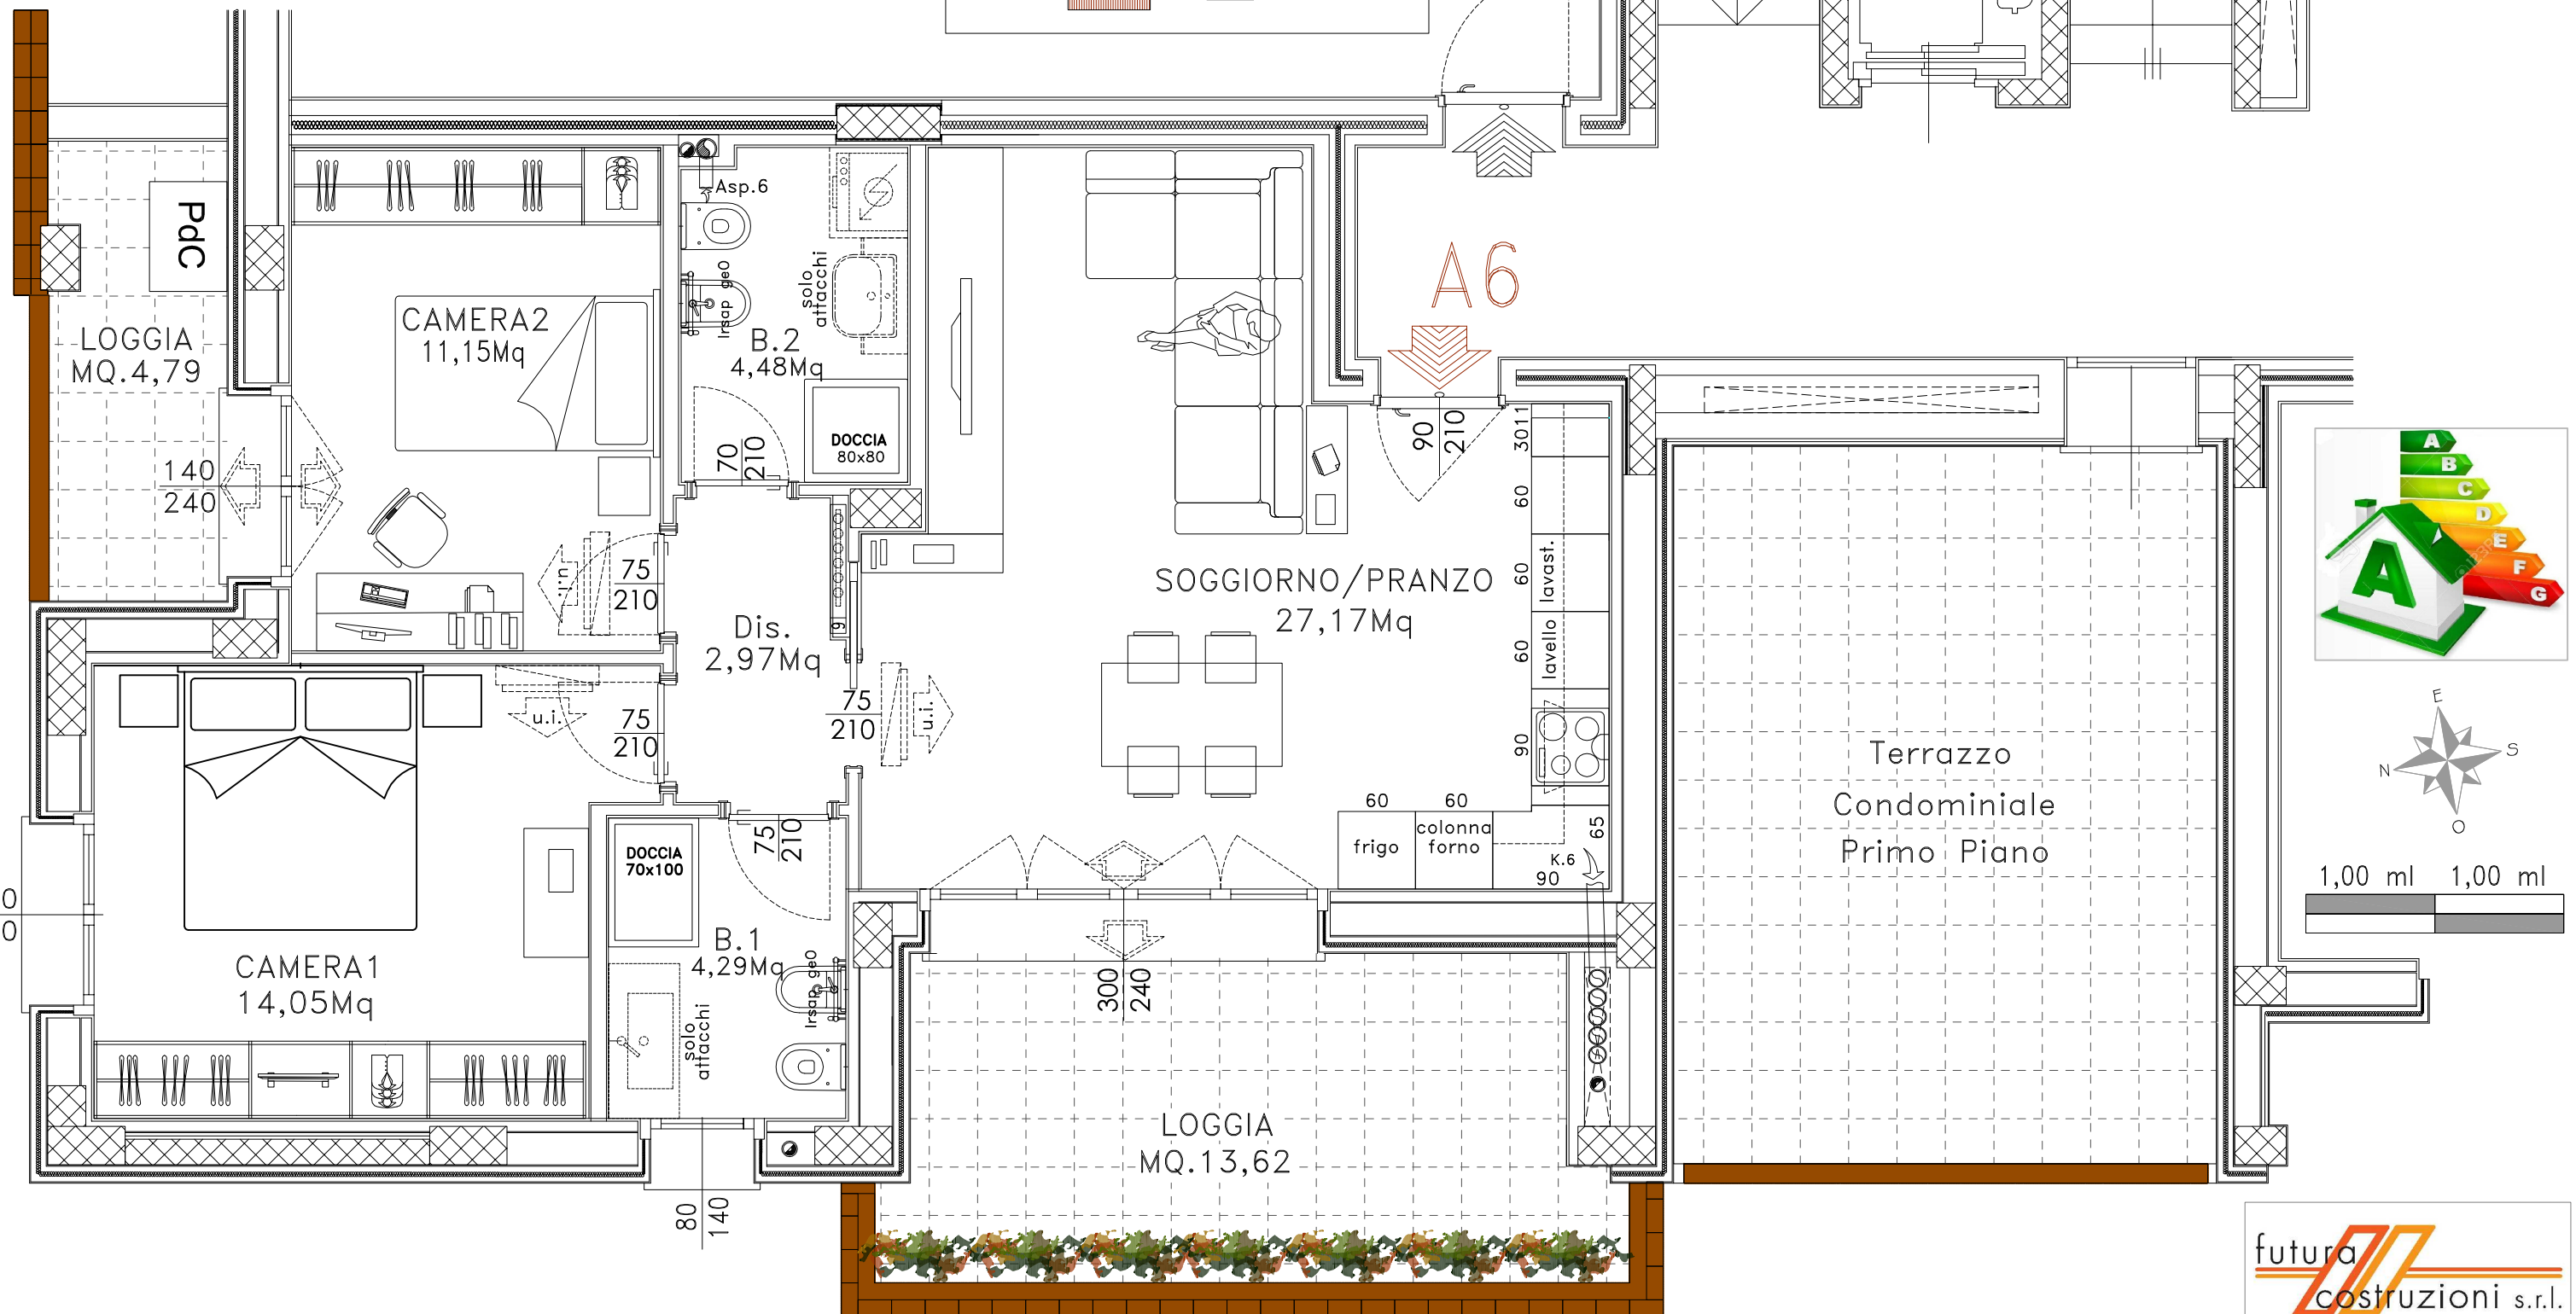 PdC
LOGGIA
MQ.4,79
140
240
CAMERA2
11,15Mq
Asp.6
Irsap geO
solo
attacchi
B.2
4,48Mq
DOCCIA
80x80
70
210
u.i.
75
210
Dis.
2,97Mq
9
u.i.
75
210
75
210
u.i.
CAMERA1
14,05Mq
0
0
75
210
DOCCIA
70x100
B.1
4,29Mq
Irsap geO
solo
attacchi
80
140
A6
90
210
SOGGIORNO/PRANZO
27,17Mq
3011
60
60
lavast.
60
lavello
90
60
60
frigo
colonna
forno
65
K.6
90
300
240
LOGGIA
MQ.13,62
Terrazzo
Condominiale
Primo Piano
A
B
C
D
E
F
G
A
E
S
N
O
1,00 ml
1,00 ml
futura
costruzioni s.r.l.